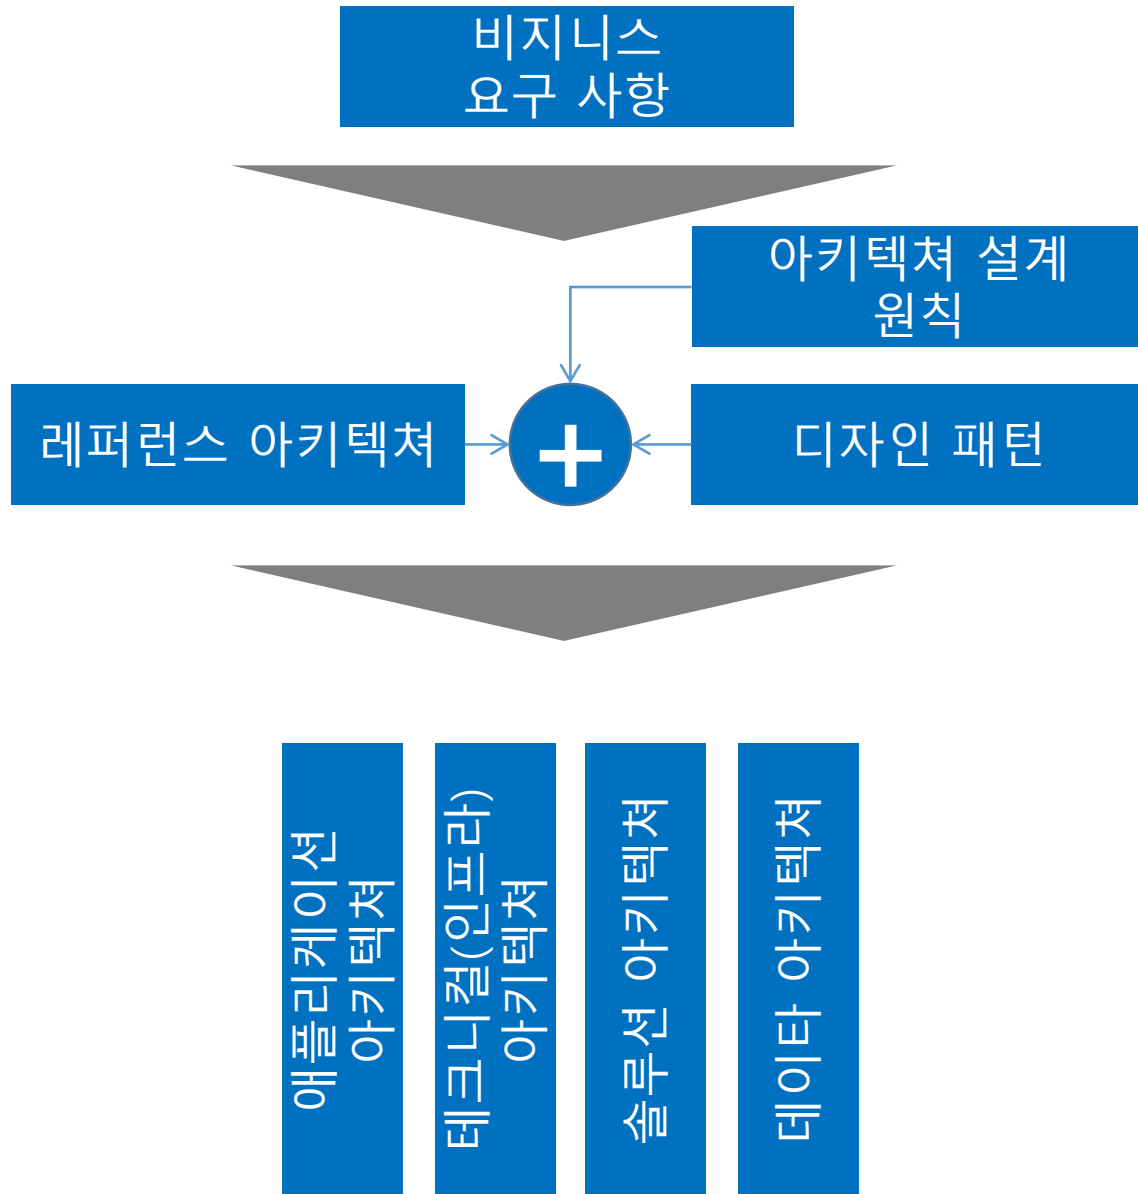 비지니스
요구 사항
아키텍쳐 설계
원칙
레퍼런스 아키텍쳐
+
디자인 패턴
애플리케이션
아키텍쳐
테크니컬(인프라)
아키텍쳐
솔루션 아키텍쳐
데이타 아키텍쳐